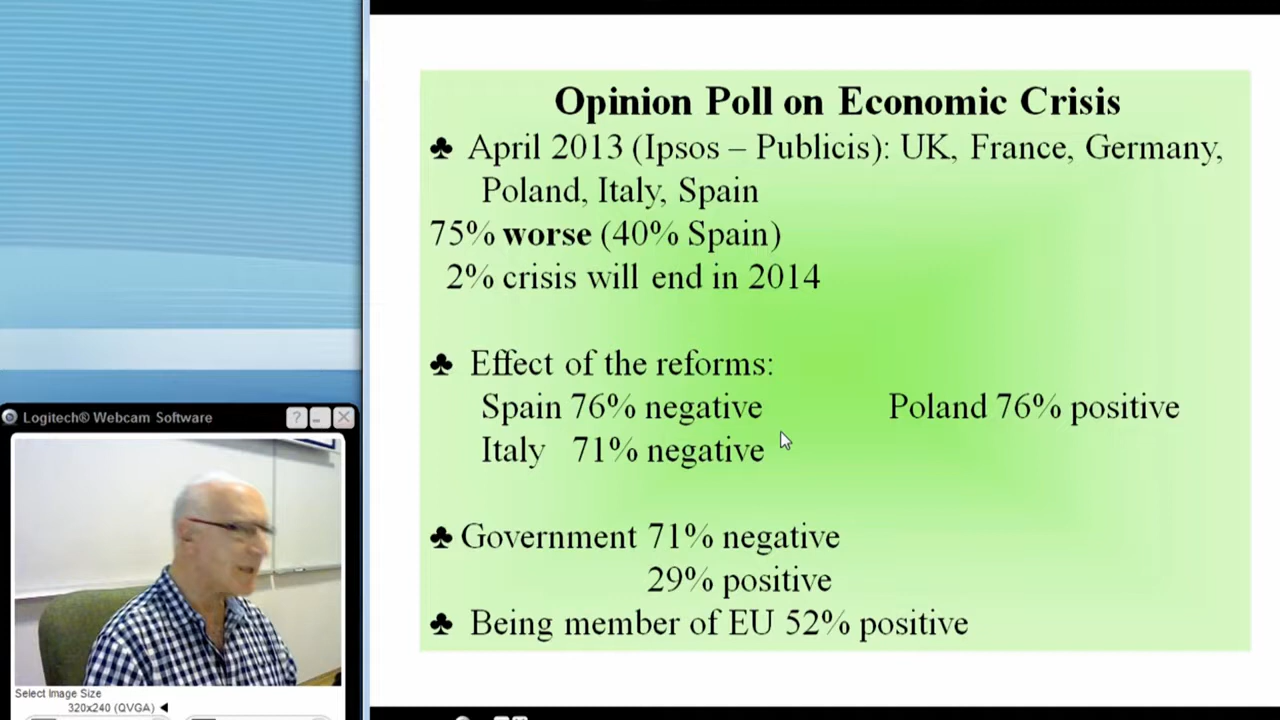 Opinion Poll on Economic Crisis
♣ April 2013 (Ipsos – Publicis): UK, France, Germany,
Poland, Italy, Spain
75% worse (40% Spain)
2% crisis will end in 2014
♣ Effect of the reforms:
Spain 76% negative Poland 76% positive
Italy 71% negative
♣ Government 71% negative
29% positive
♣ Being member of EU 52% positive
Logitech® Webcam Software
Select Image Size
320x240 (QVGA)